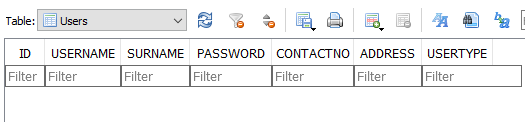 Table: Users
ID USERNAME SURNAME PASSWORD CONTACTNO ADDRESS USERTYPE
Filter Filter Filter Filter Filter Filter Filter